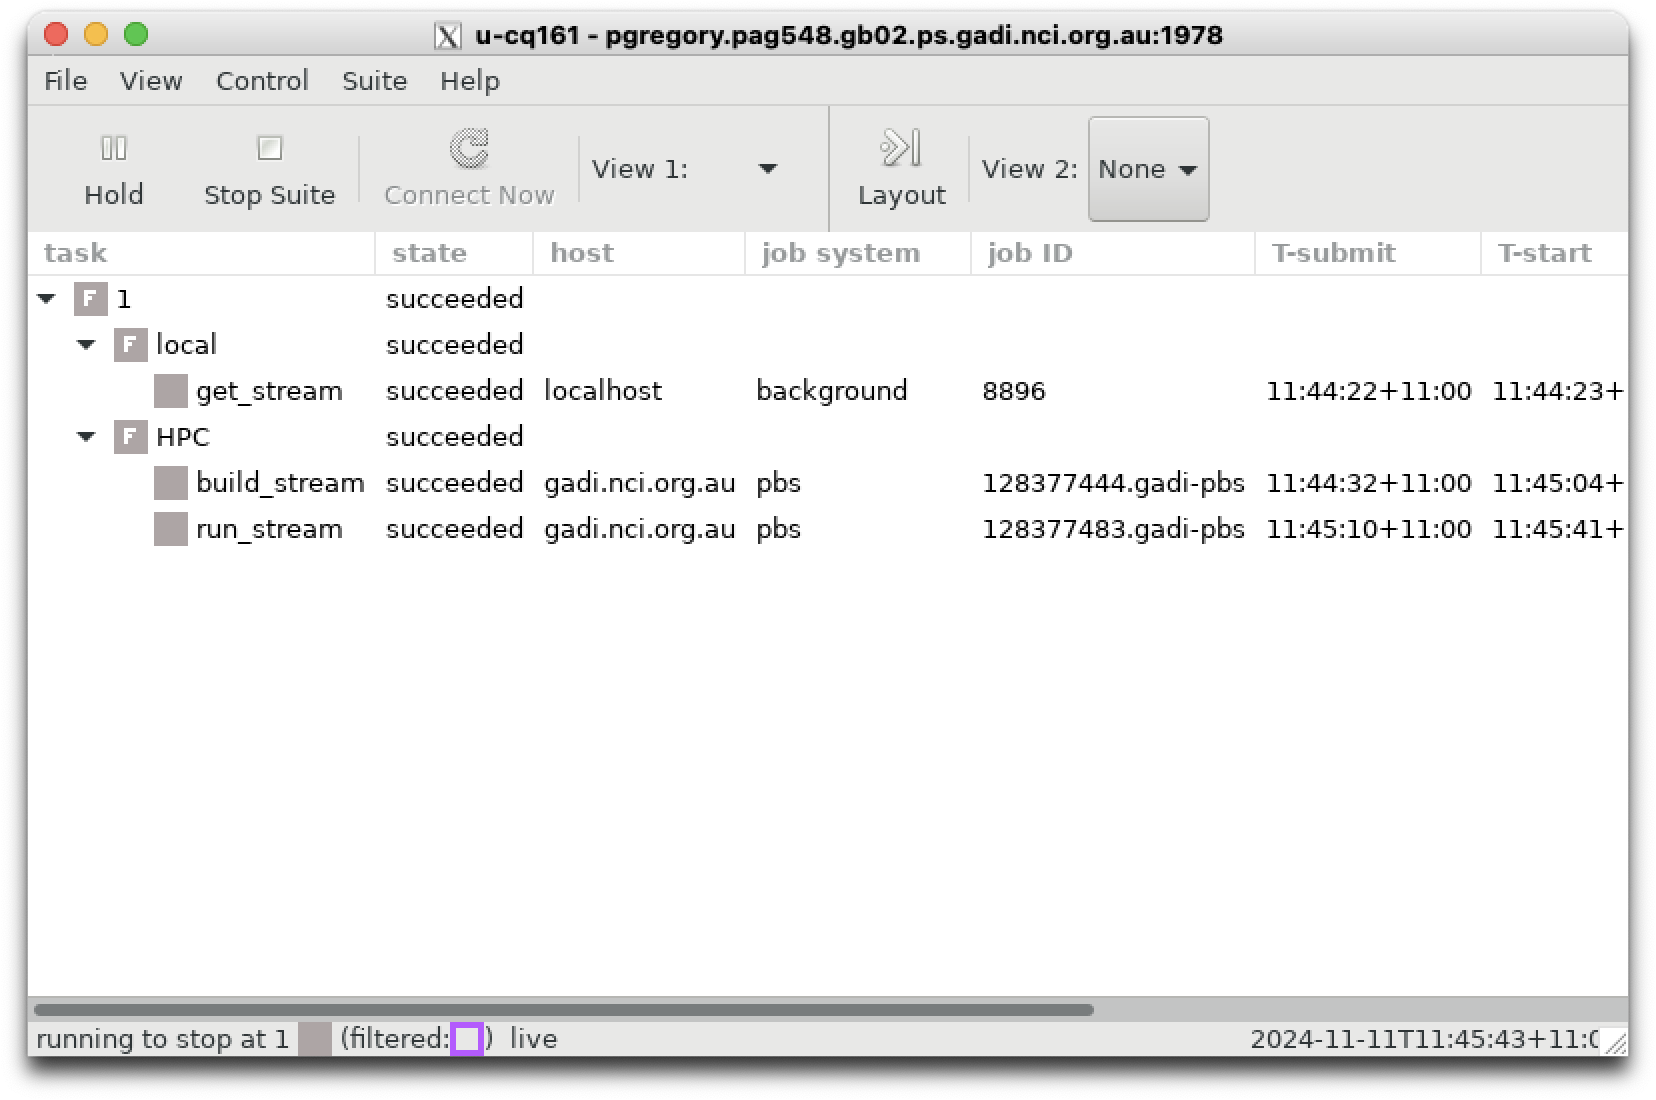 u-cq161 - pgregory.pag548.gb02.ps.gadi.nci.org.au:1978
File View Control Suite Help
Hold Stop Suite Connect Now View 1: Layout View 2: None
task state host job system job ID T-submit T-start
F 1 succeeded
F local succeeded
get_stream succeeded localhost background 8896 11:44:22+11:00 11:44:23+
F HPC succeeded
build_stream succeeded gadi.nci.org.au pbs 128377444.gadi-pbs 11:44:32+11:00 11:45:04+
run_stream succeeded gadi.nci.org.au pbs 128377483.gadi-pbs 11:45:10+11:00 11:45:41+
running to stop at 1 (filtered: ) live 2024-11-11T11:45:43+11:0